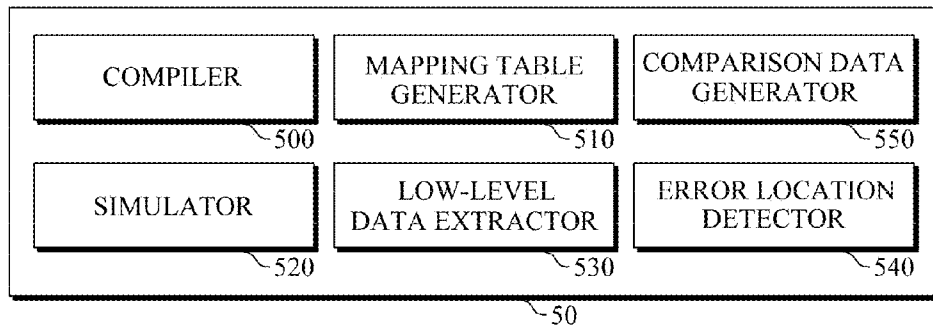 COMPILER
500
MAPPING TABLE
GENERATOR
510
COMPARISON DATA
GENERATOR
550
SIMULATOR
520
LOW-LEVEL
DATA EXTRACTOR
530
ERROR LOCATION
DETECTOR
540
50